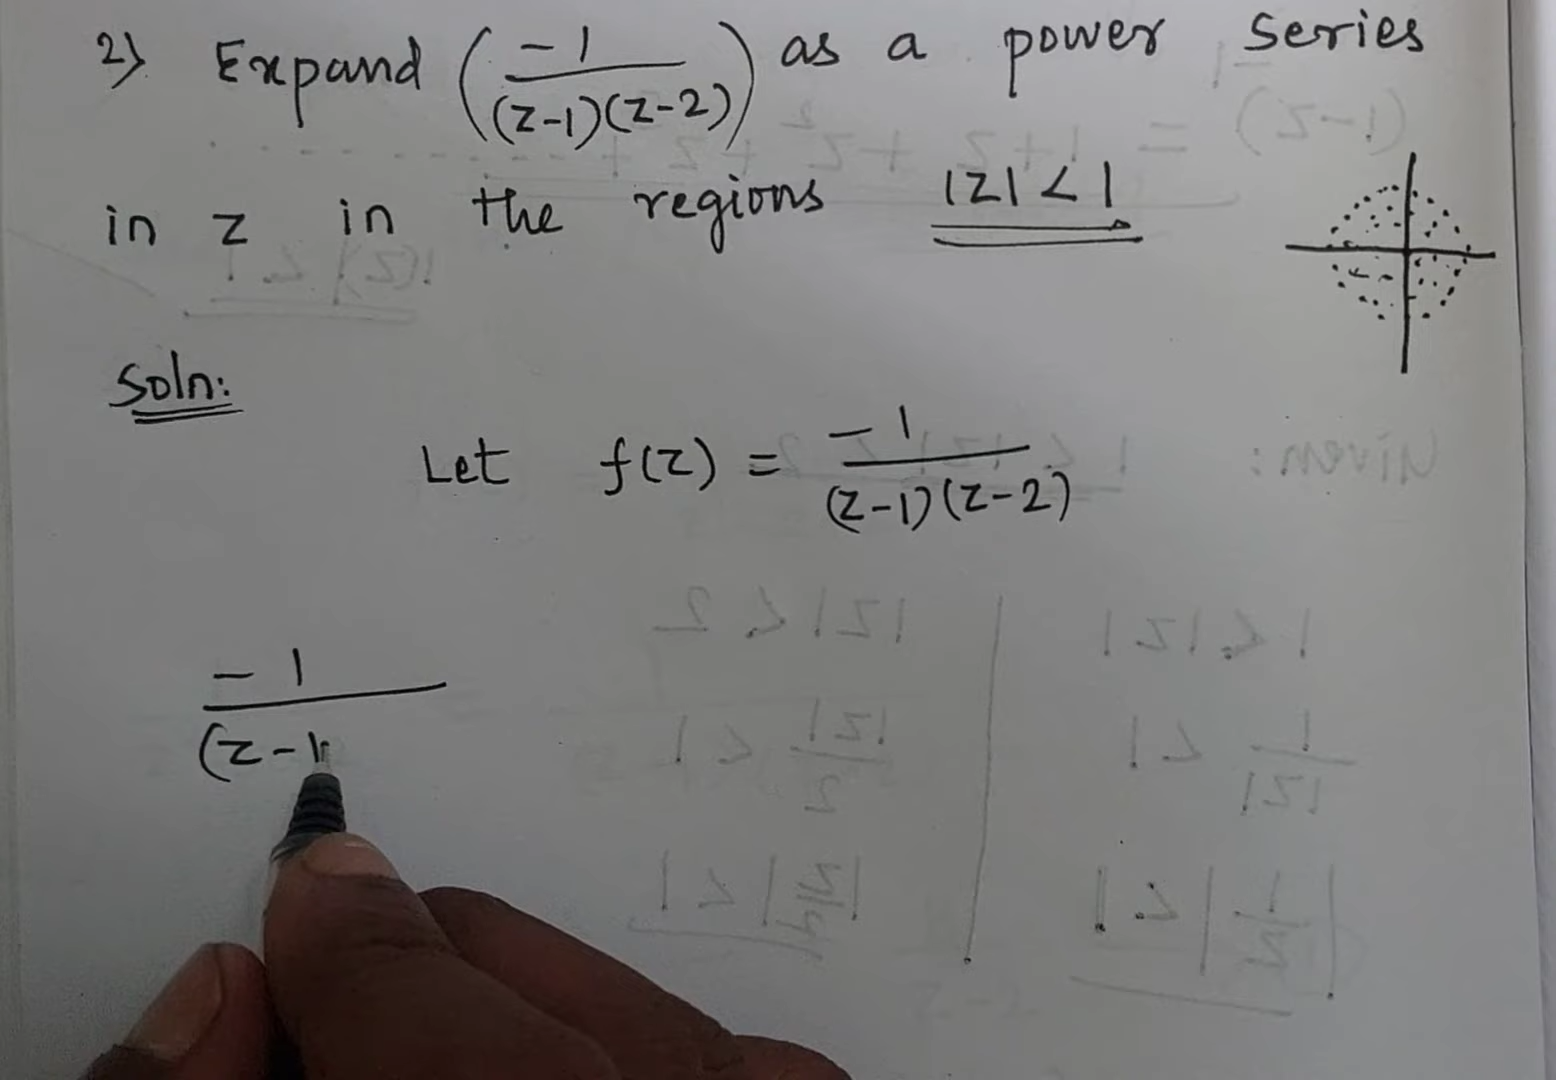 2) Expand (-1/((z-1)(z-2))) as a power series
in z in the regions |z| < 1
Soln:
Let f(z) = -1/((z-1)(z-2))
-1/(z-1